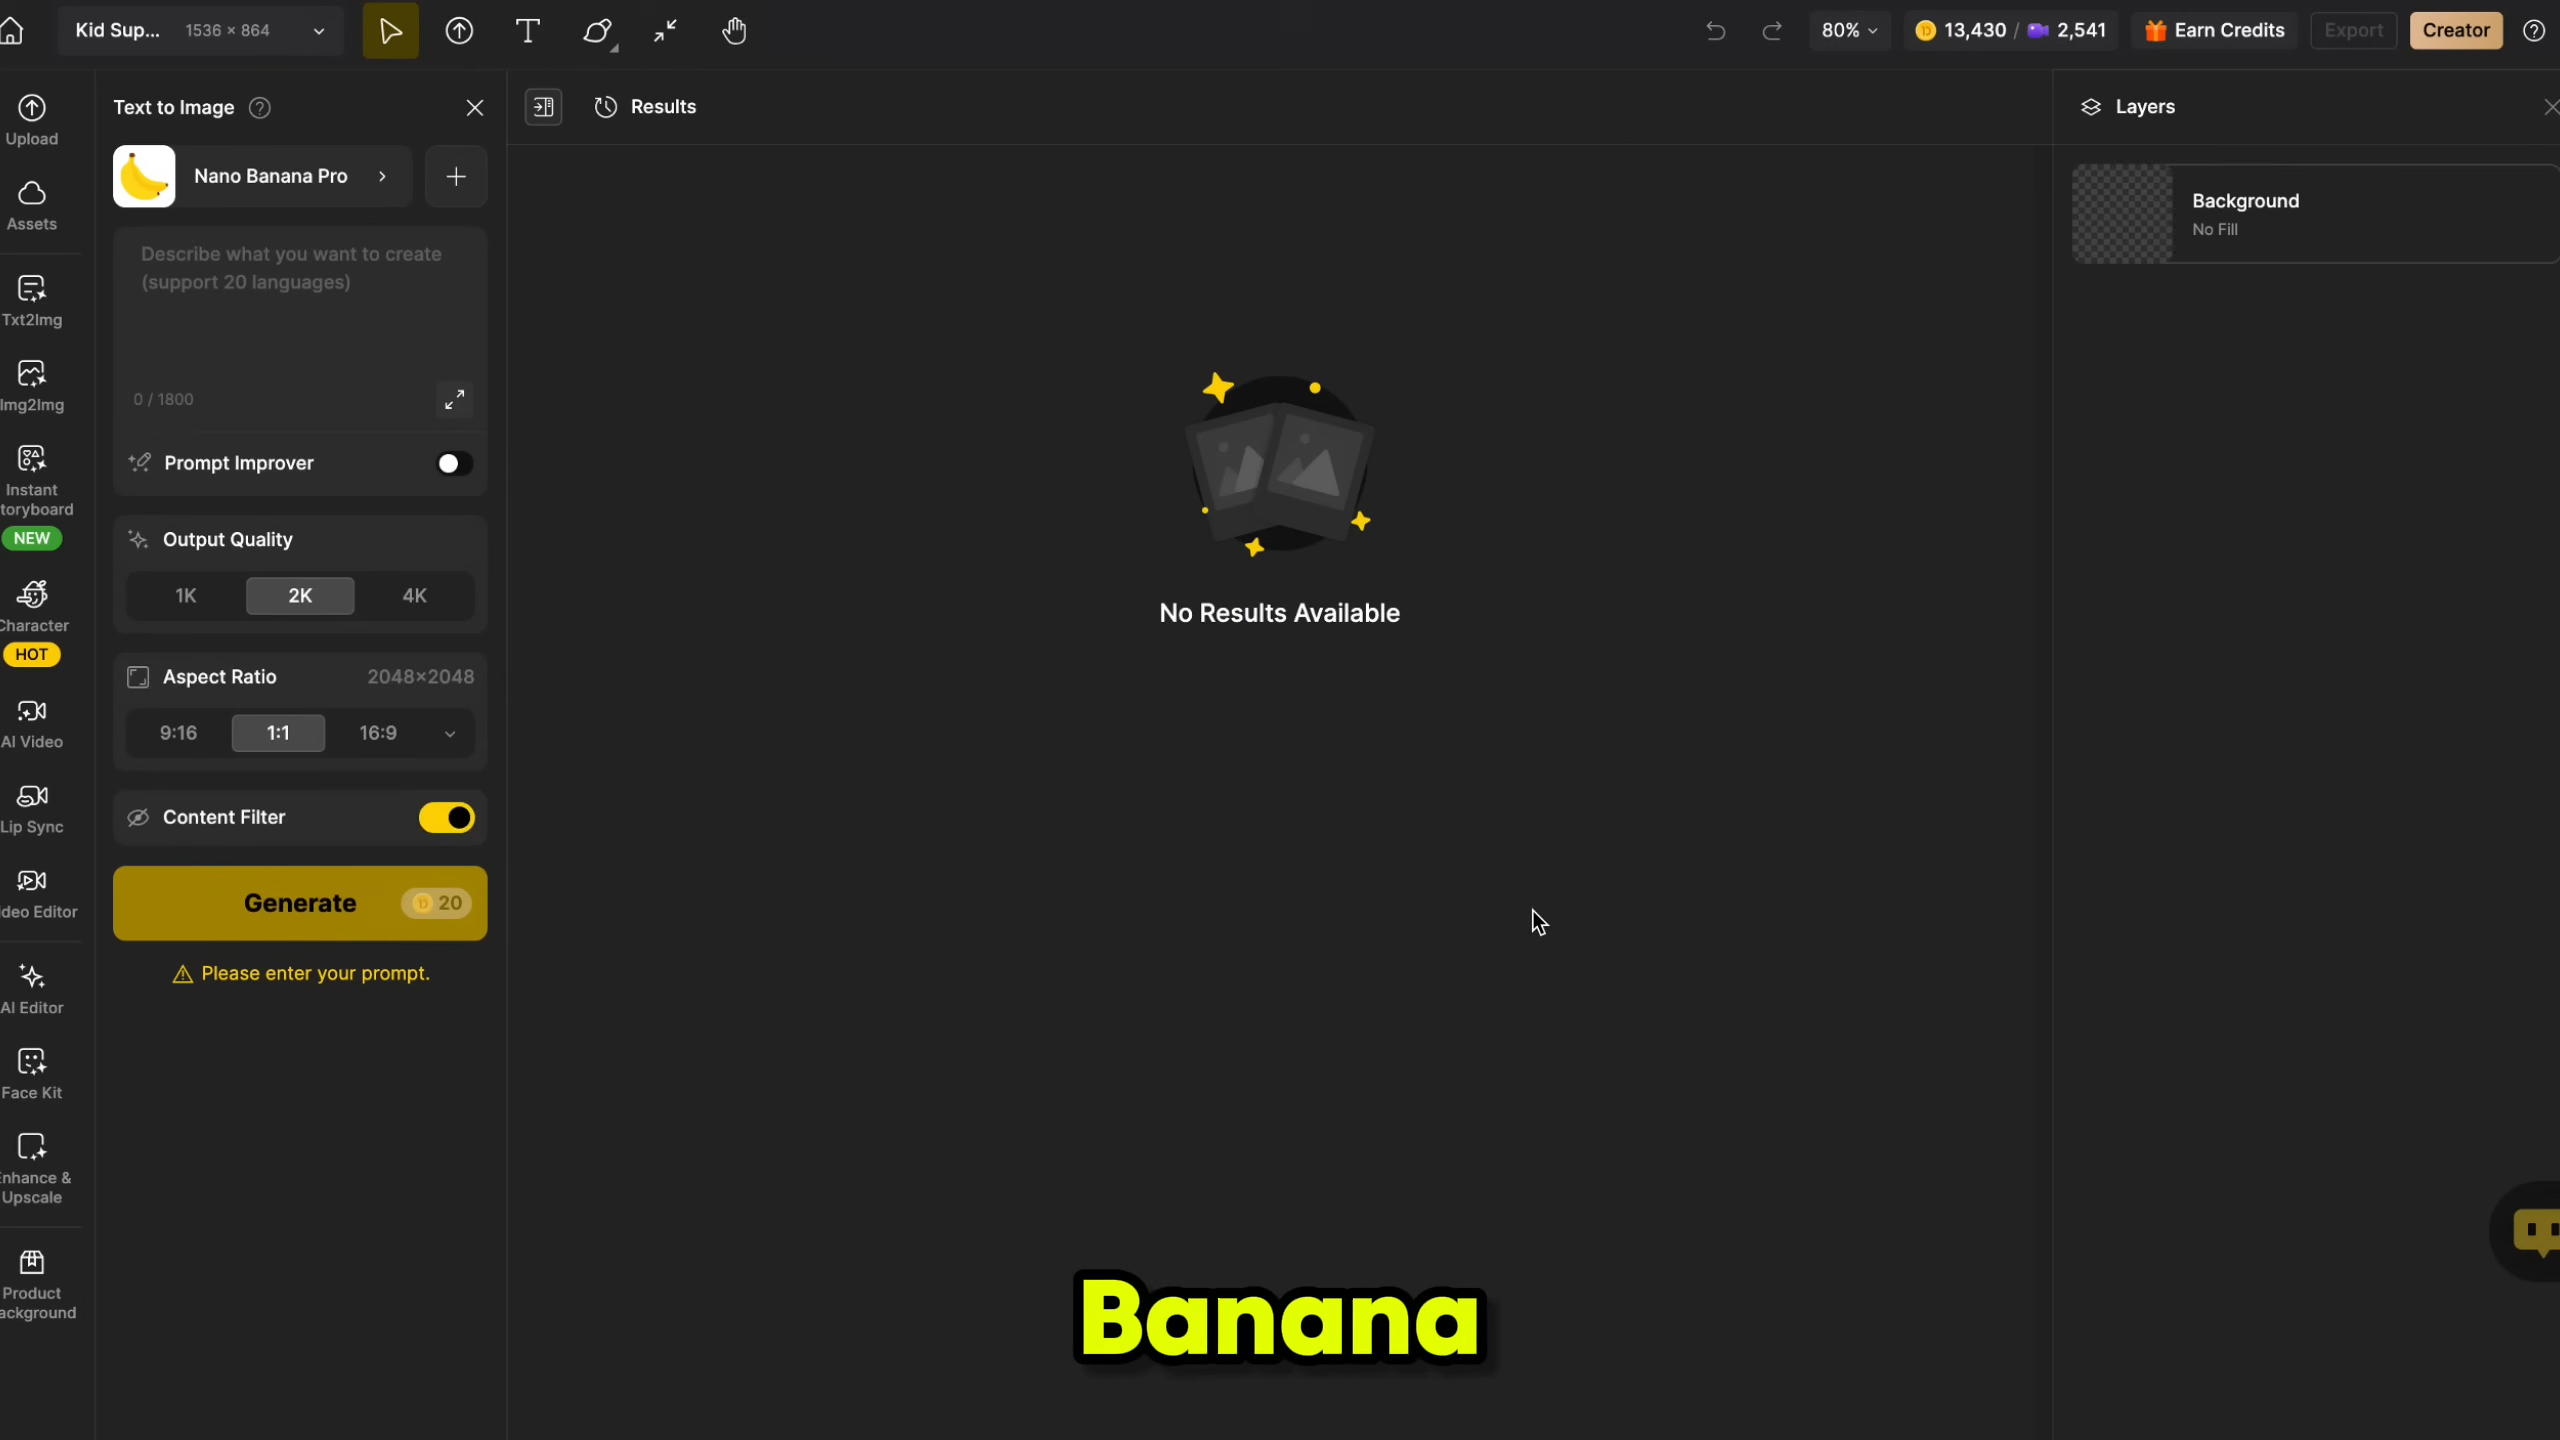 Kid Sup... 1536 × 864
80%
13,430 / 2,541
Earn Credits
Export
Creator
Upload
Assets
Txt2Img
Img2Img
Instant
toryboard
NEW
Character
HOT
AI Video
Lip Sync
deo Editor
AI Editor
Face Kit
nhance &
Upscale
Product
ackground
Text to Image
Nano Banana Pro
Describe what you want to create
(support 20 languages)
0 / 1800
Prompt Improver
Output Quality
1K 2K 4K
Aspect Ratio 2048×2048
9:16 1:1 16:9
Content Filter
Generate 20
Please enter your prompt.
Results
No Results Available
Banana
Layers
Background
No Fill